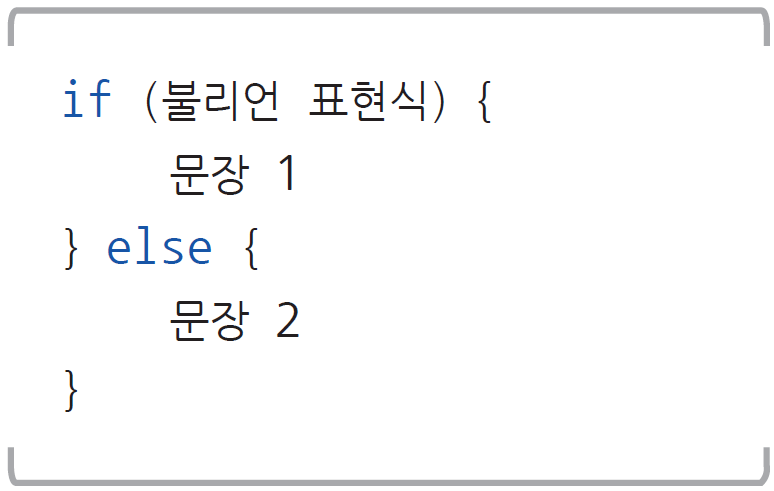 if (불리언 표현식) {
문장 1
} else {
문장 2
}